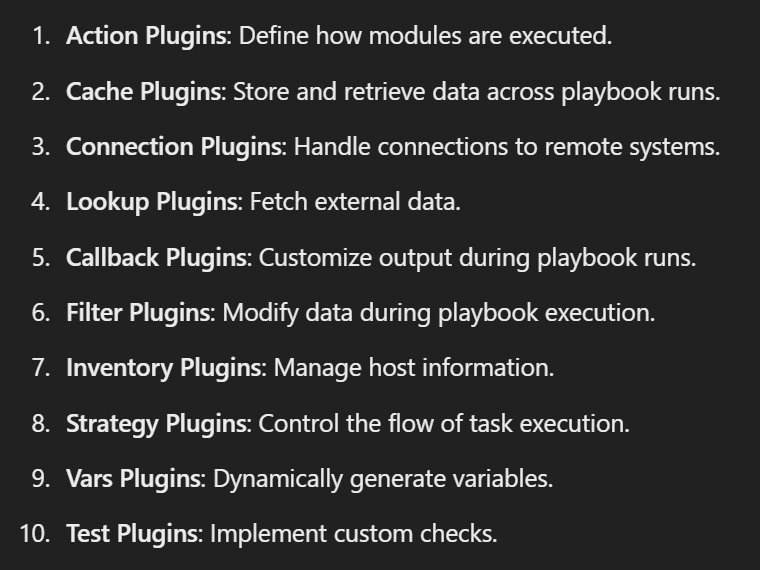 1. Action Plugins: Define how modules are executed.
2. Cache Plugins: Store and retrieve data across playbook runs.
3. Connection Plugins: Handle connections to remote systems.
4. Lookup Plugins: Fetch external data.
5. Callback Plugins: Customize output during playbook runs.
6. Filter Plugins: Modify data during playbook execution.
7. Inventory Plugins: Manage host information.
8. Strategy Plugins: Control the flow of task execution.
9. Vars Plugins: Dynamically generate variables.
10. Test Plugins: Implement custom checks.